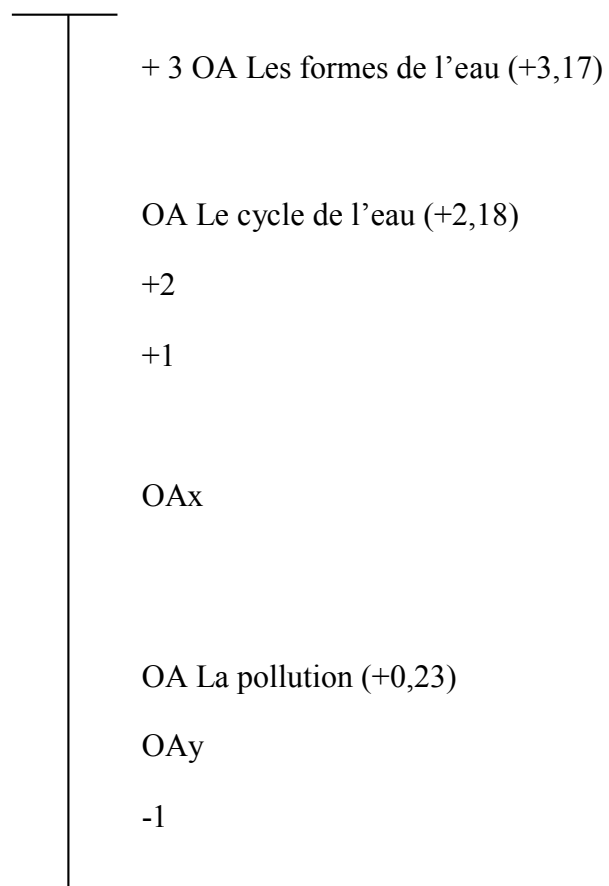 + 3 OA Les formes de l’eau (+3,17)
OA Le cycle de l’eau (+2,18)
+2
+1
OAx
OA La pollution (+0,23)
OAy
-1